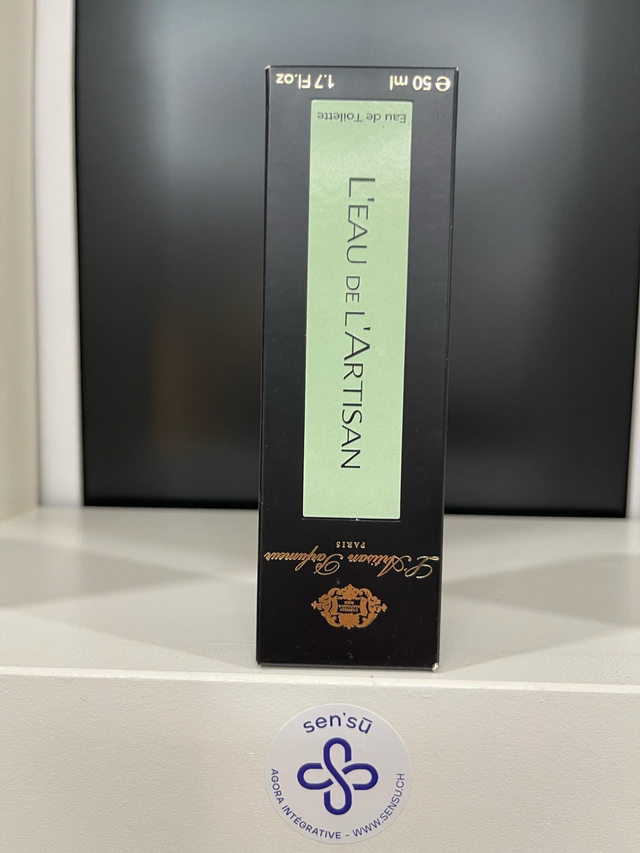 L'Artisan Parfumeur
PARIS
L'EAU DE L'ARTISAN
Eau de Toilette
e 50 ml 1.7 Fl.oz
sen'sū
AGORA INTÉGRATIVE - WWW.SENSU.CH